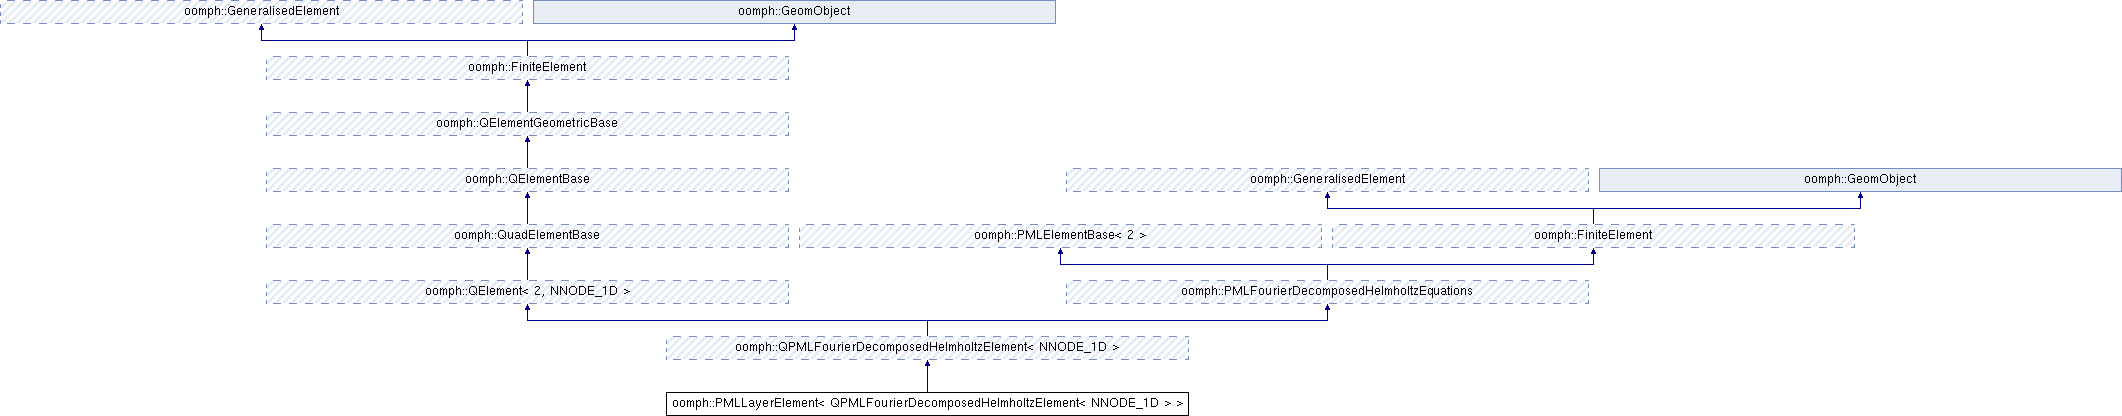 oomph::GeneralisedElement
oomph::GeomObject
oomph::FiniteElement
oomph::QElementGeometricBase
oomph::QElementBase
oomph::GeneralisedElement
oomph::GeomObject
oomph::QuadElementBase
oomph::PMLElementBase< 2 >
oomph::FiniteElement
oomph::QElement< 2, NNODE_1D >
oomph::PMLFourierDecomposedHelmholtzEquations
oomph::QPMLFourierDecomposedHelmholtzElement< NNODE_1D >
oomph::PMLLayerElement< QPMLFourierDecomposedHelmholtzElement< NNODE_1D > >